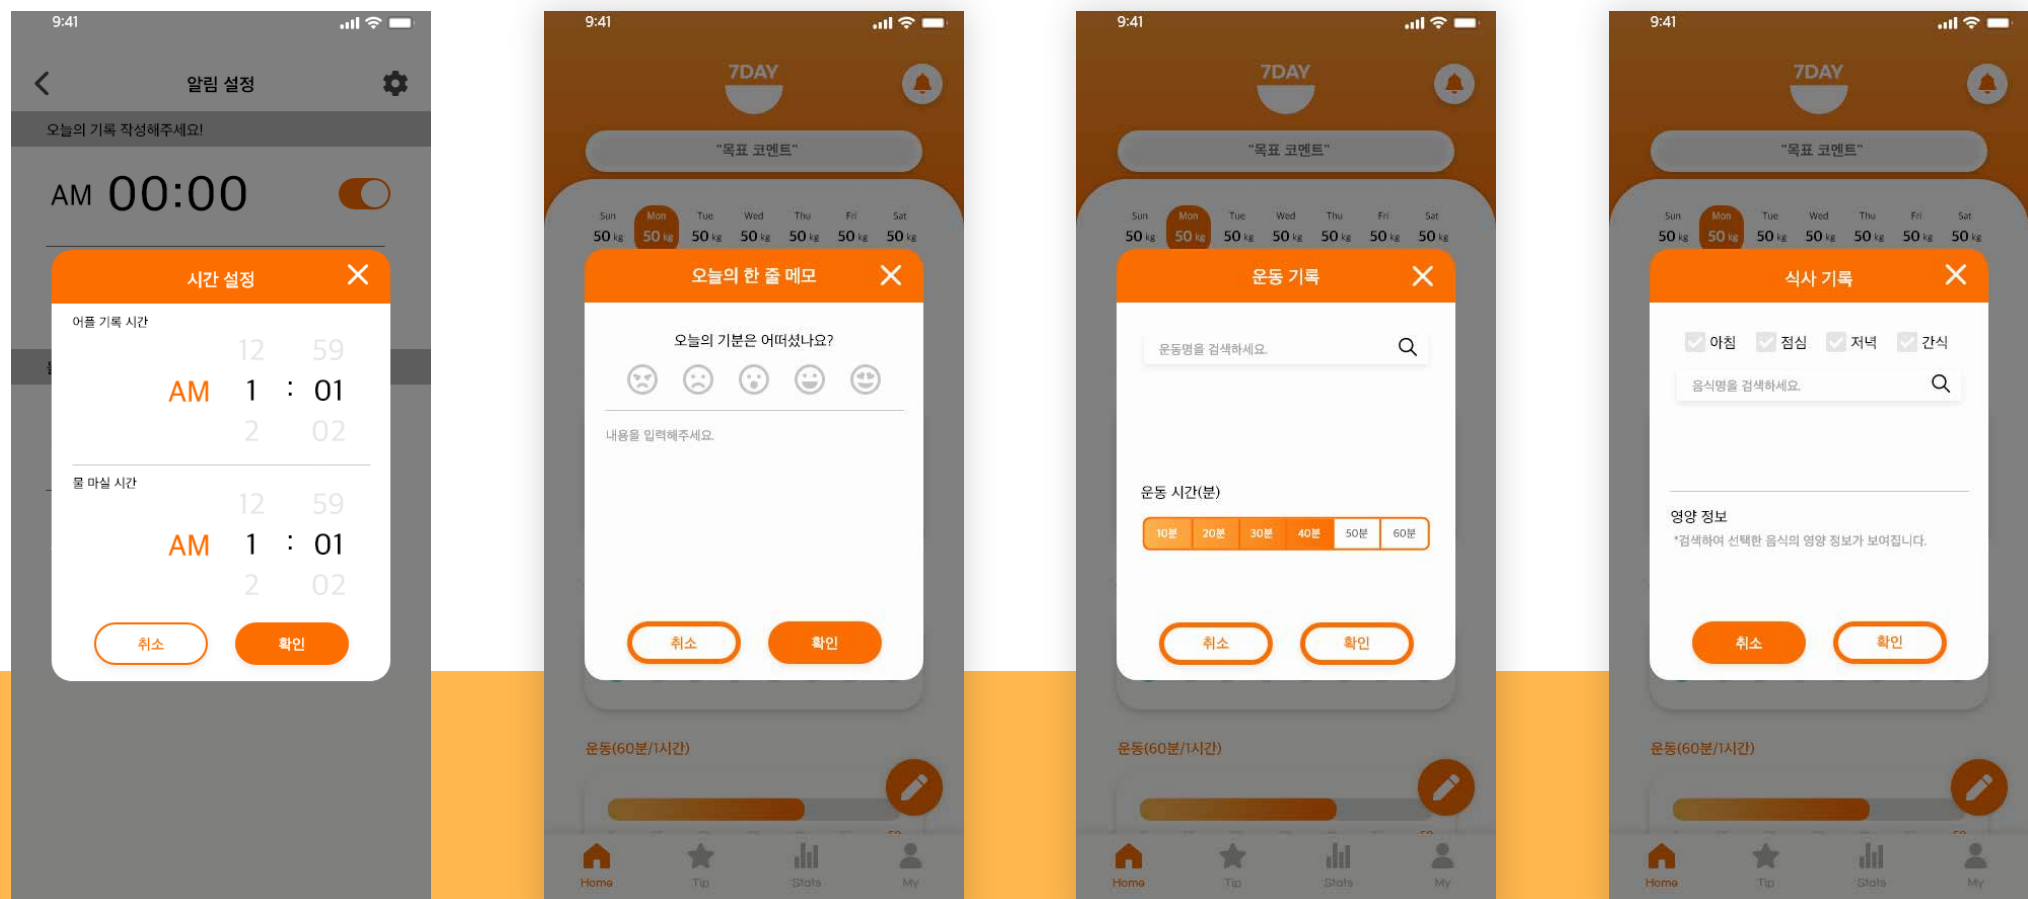 9:41
알림 설정
오늘의 기록 작성해주세요!
AM 00:00
시간 설정
어플 기록 시간
12 59
AM 1 : 01
2 02
물 마실 시간
12 59
AM 1 : 01
2 02
취소 확인
9:41
7DAY
"목표 코멘트"
Sun Mon Tue Wed Thu Fri Sat
50 kg 50 kg 50 kg 50 kg 50 kg 50 kg 50 kg
오늘의 한 줄 메모
오늘의 기분은 어떠셨나요?
내용을 입력해주세요.
취소 확인
운동(60분/1시간)
Home Tip Stats My
9:41
7DAY
"목표 코멘트"
Sun Mon Tue Wed Thu Fri Sat
50 kg 50 kg 50 kg 50 kg 50 kg 50 kg 50 kg
운동 기록
운동명을 검색하세요.
운동 시간(분)
10분 20분 30분 40분 50분 60분
취소 확인
운동(60분/1시간)
Home Tip Stats My
9:41
7DAY
"목표 코멘트"
Sun Mon Tue Wed Thu Fri Sat
50 kg 50 kg 50 kg 50 kg 50 kg 50 kg 50 kg
식사 기록
아침 점심 저녁 간식
음식명을 검색하세요.
영양 정보
*검색하여 선택한 음식의 영양 정보가 보여집니다.
취소 확인
운동(60분/1시간)
Home Tip Stats My